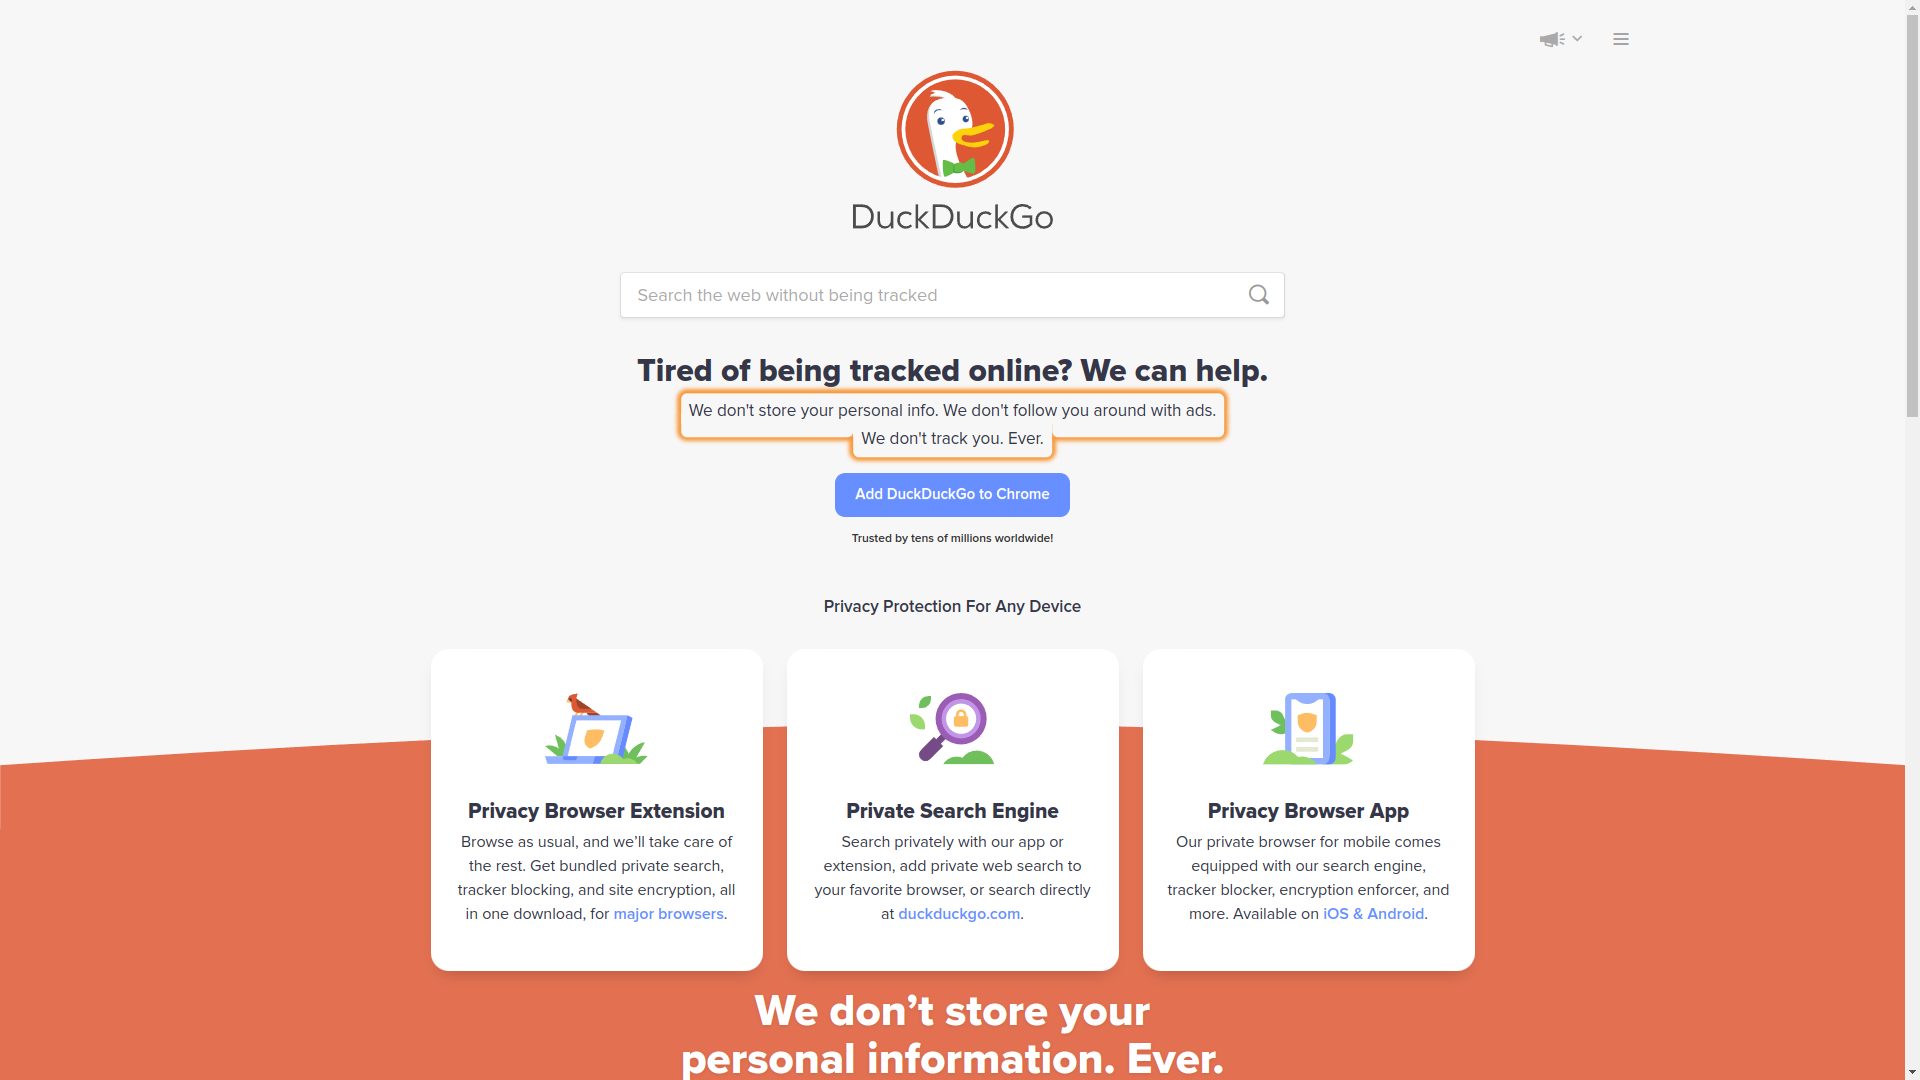 DuckDuckGo
Search the web without being tracked
Tired of being tracked online? We can help.
We don't store your personal info. We don't follow you around with ads.
We don't track you. Ever.
Add DuckDuckGo to Chrome
Trusted by tens of millions worldwide!
Privacy Protection For Any Device
Privacy Browser Extension
Browse as usual, and we’ll take care of
the rest. Get bundled private search,
tracker blocking, and site encryption, all
in one download, for major browsers.
Private Search Engine
Search privately with our app or
extension, add private web search to
your favorite browser, or search directly
at duckduckgo.com.
Privacy Browser App
Our private browser for mobile comes
equipped with our search engine,
tracker blocker, encryption enforcer, and
more. Available on iOS & Android.
We don’t store your
personal information. Ever.